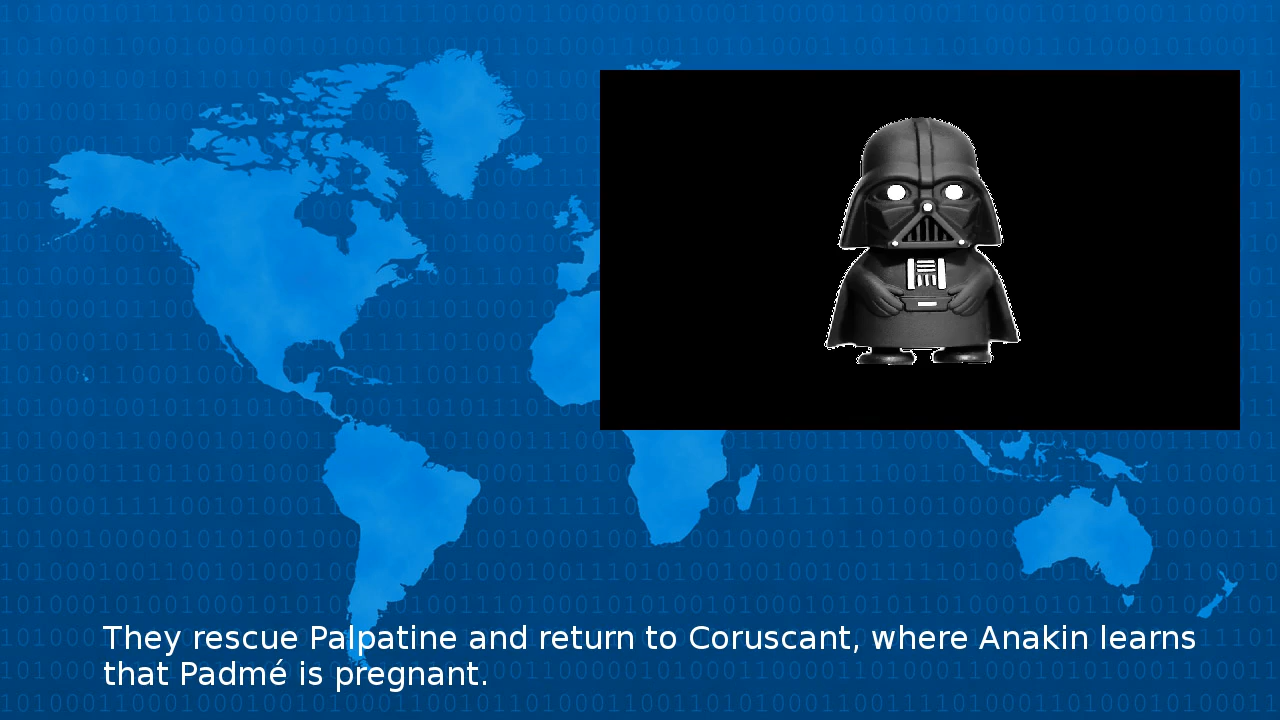 They rescue Palpatine and return to Coruscant, where Anakin learns
that Padmé is pregnant.